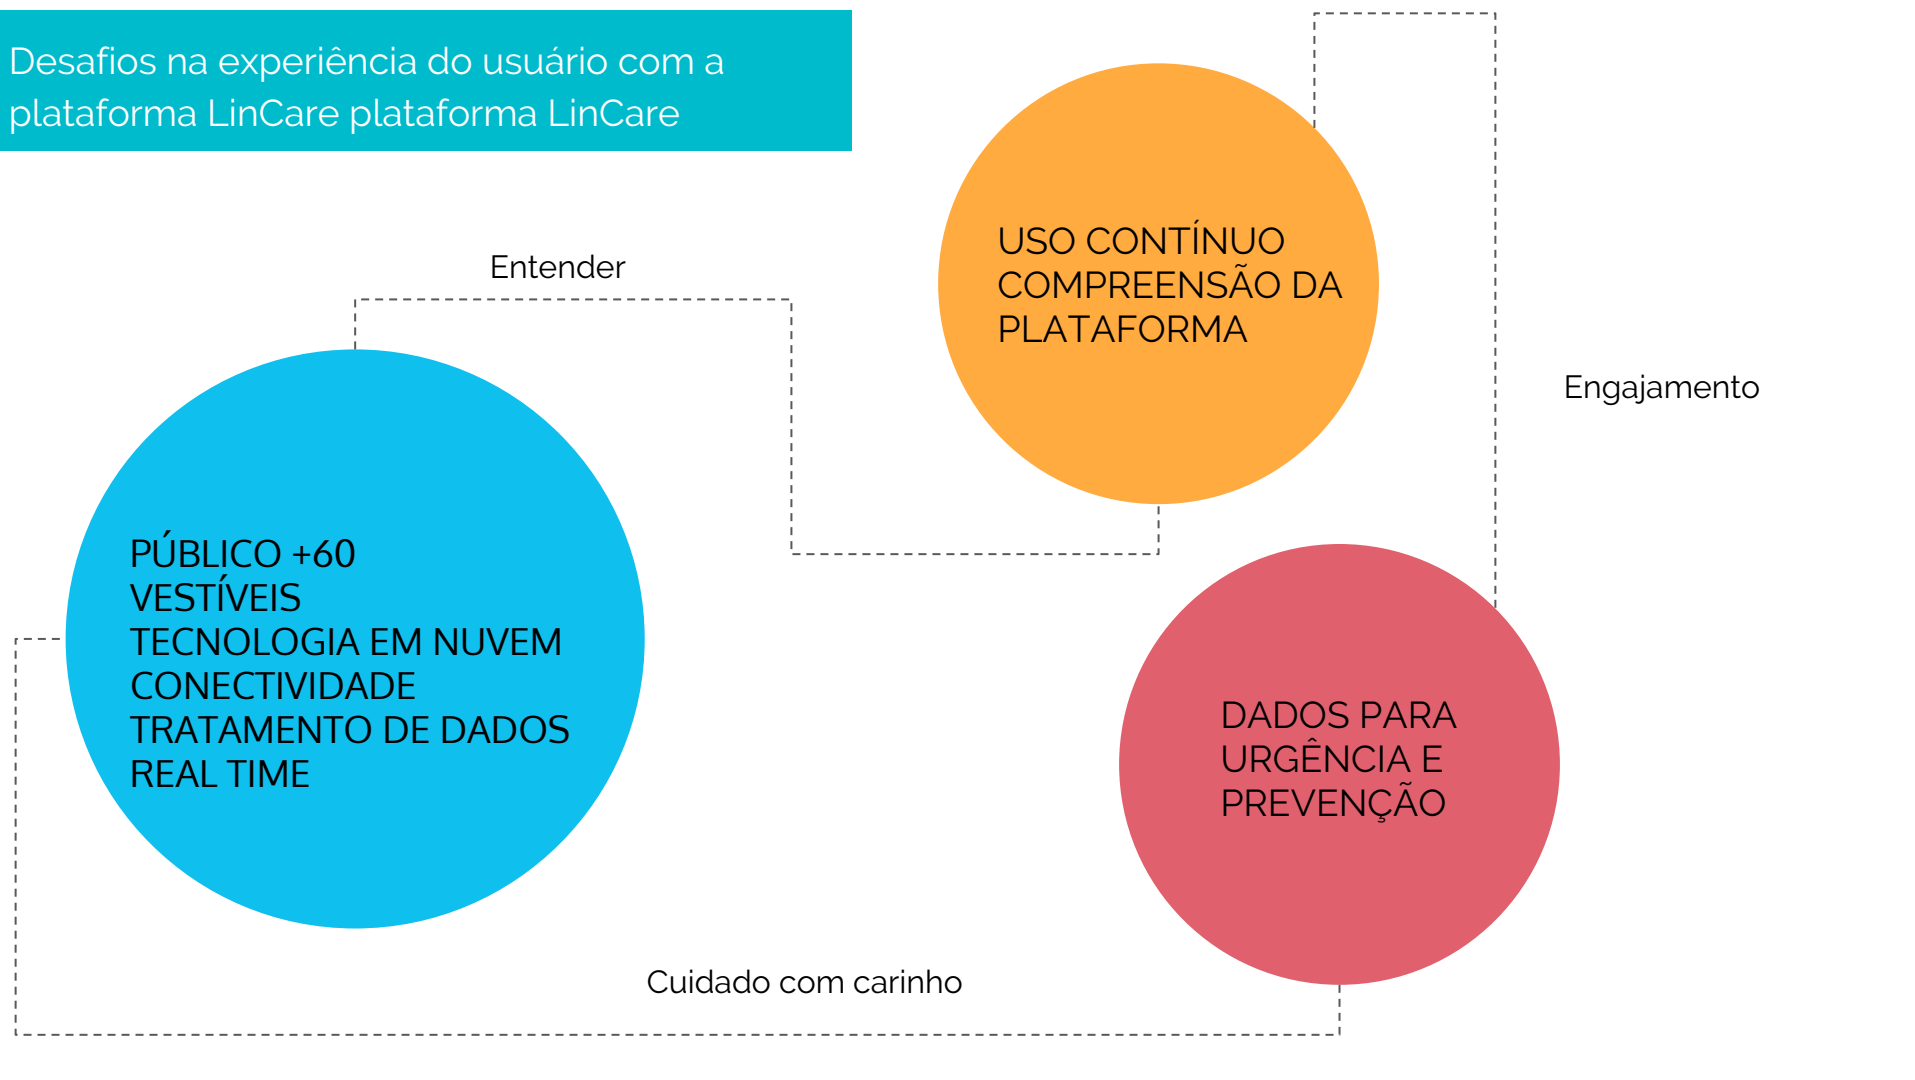 Desafios na experiência do usuário com a
plataforma LinCare plataforma LinCare
Entender
USO CONTÍNUO
COMPREENSÃO DA
PLATAFORMA
Engajamento
PÚBLICO +60
VESTÍVEIS
TECNOLOGIA EM NUVEM
CONECTIVIDADE
TRATAMENTO DE DADOS
REAL TIME
DADOS PARA
URGÊNCIA E
PREVENÇÃO
Cuidado com carinho